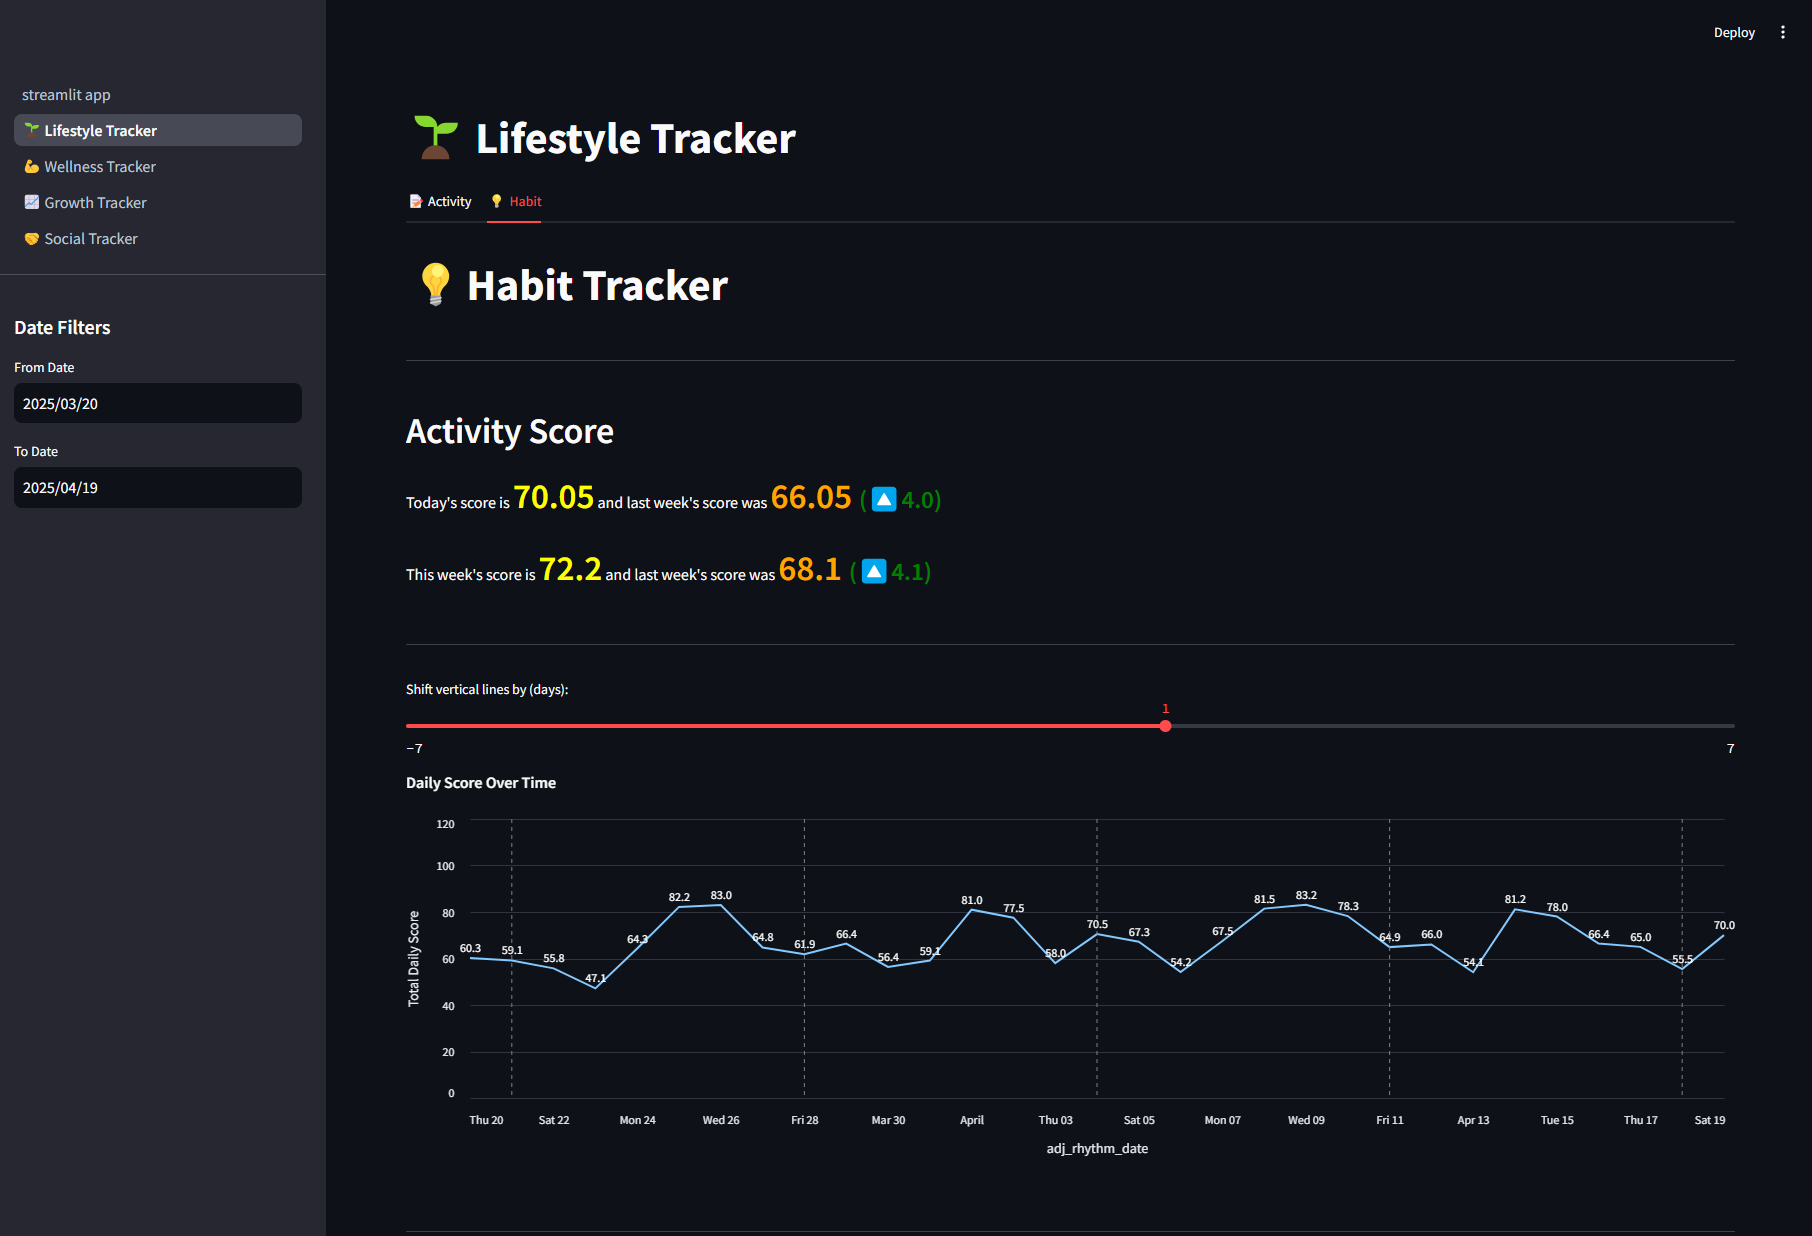 Deploy
streamlit app
Lifestyle Tracker
Wellness Tracker
Growth Tracker
Social Tracker
Date Filters
From Date
2025/03/20
To Date
2025/04/19
Lifestyle Tracker
Activity
Habit
Habit Tracker
Activity Score
Today's score is 70.05 and last week's score was 66.05 ( 4.0)
This week's score is 72.2 and last week's score was 68.1 ( 4.1)
Shift vertical lines by (days):
1
−7
7
Daily Score Over Time
Total Daily Score
120
100
80
60
40
20
0
60.3 59.1 55.8 47.1 64.3 82.2 83.0 64.8 61.9 66.4 56.4 59.1 81.0 77.5 58.0 70.5 67.3 54.2 67.5 81.5 83.2 78.3 64.9 66.0 54.1 81.2 78.0 66.4 65.0 55.5 70.0
Thu 20 Sat 22 Mon 24 Wed 26 Fri 28 Mar 30 April Thu 03 Sat 05 Mon 07 Wed 09 Fri 11 Apr 13 Tue 15 Thu 17 Sat 19
adj_rhythm_date